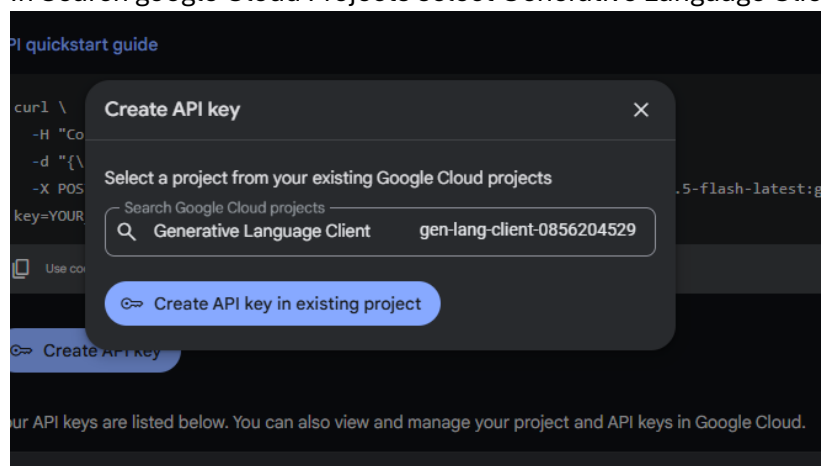 In Search google Cloud Projects select Generative Language Clie
PI quickstart guide
curl \
Create API key
-H "Co
-d "{\
Select a project from your existing Google Cloud projects
-X POS
.5-flash-latest:g
Search Google Cloud projects
key=YOUR
Generative Language Client gen-lang-client-0856204529
Use co
Create API key in existing project
Create API key
ur API keys are listed below. You can also view and manage your project and API keys in Google Cloud.